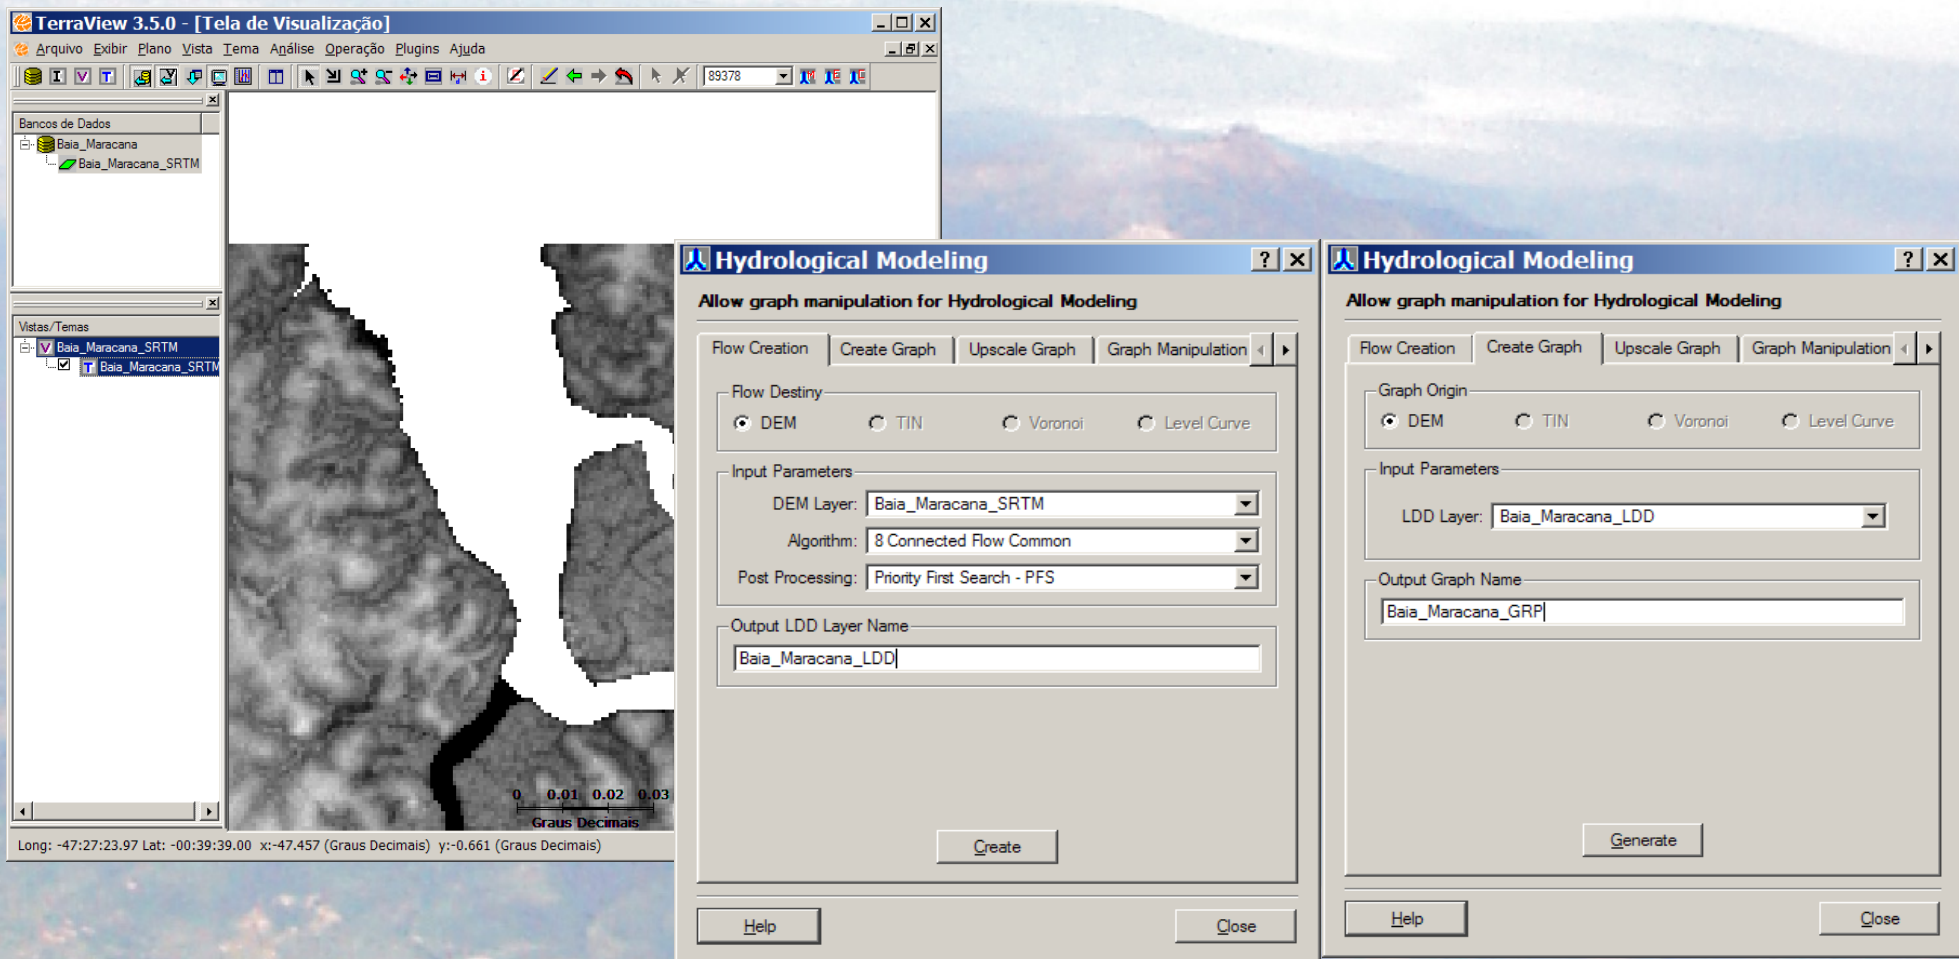 TerraView 3.5.0 - [Tela de Visualização]
Arquivo Exibir Plano Vista Tema Análise Operação Plugins Ajuda
89378
Bancos de Dados
Baia_Maracana
Baia_Maracana_SRTM
Vistas/Temas
Baia_Maracana_SRTM
Baia_Maracana_SRTM
0 0.01 0.02 0.03
Graus Decimais
Long: -47:27:23.97 Lat: -00:39:39.00 x:-47.457 (Graus Decimais) y:-0.661 (Graus Decimais)
Hydrological Modeling
Allow graph manipulation for Hydrological Modeling
Flow Creation Create Graph Upscale Graph Graph Manipulation
Flow Destiny
DEM TIN Voronoi Level Curve
Input Parameters
DEM Layer: Baia_Maracana_SRTM
Algorithm: 8 Connected Flow Common
Post Processing: Priority First Search - PFS
Output LDD Layer Name
Baia_Maracana_LDD
Create
Help Close
Hydrological Modeling
Allow graph manipulation for Hydrological Modeling
Flow Creation Create Graph Upscale Graph Graph Manipulation
Graph Origin
DEM TIN Voronoi Level Curve
Input Parameters
LDD Layer: Baia_Maracana_LDD
Output Graph Name
Baia_Maracana_GRP
Generate
Help Close